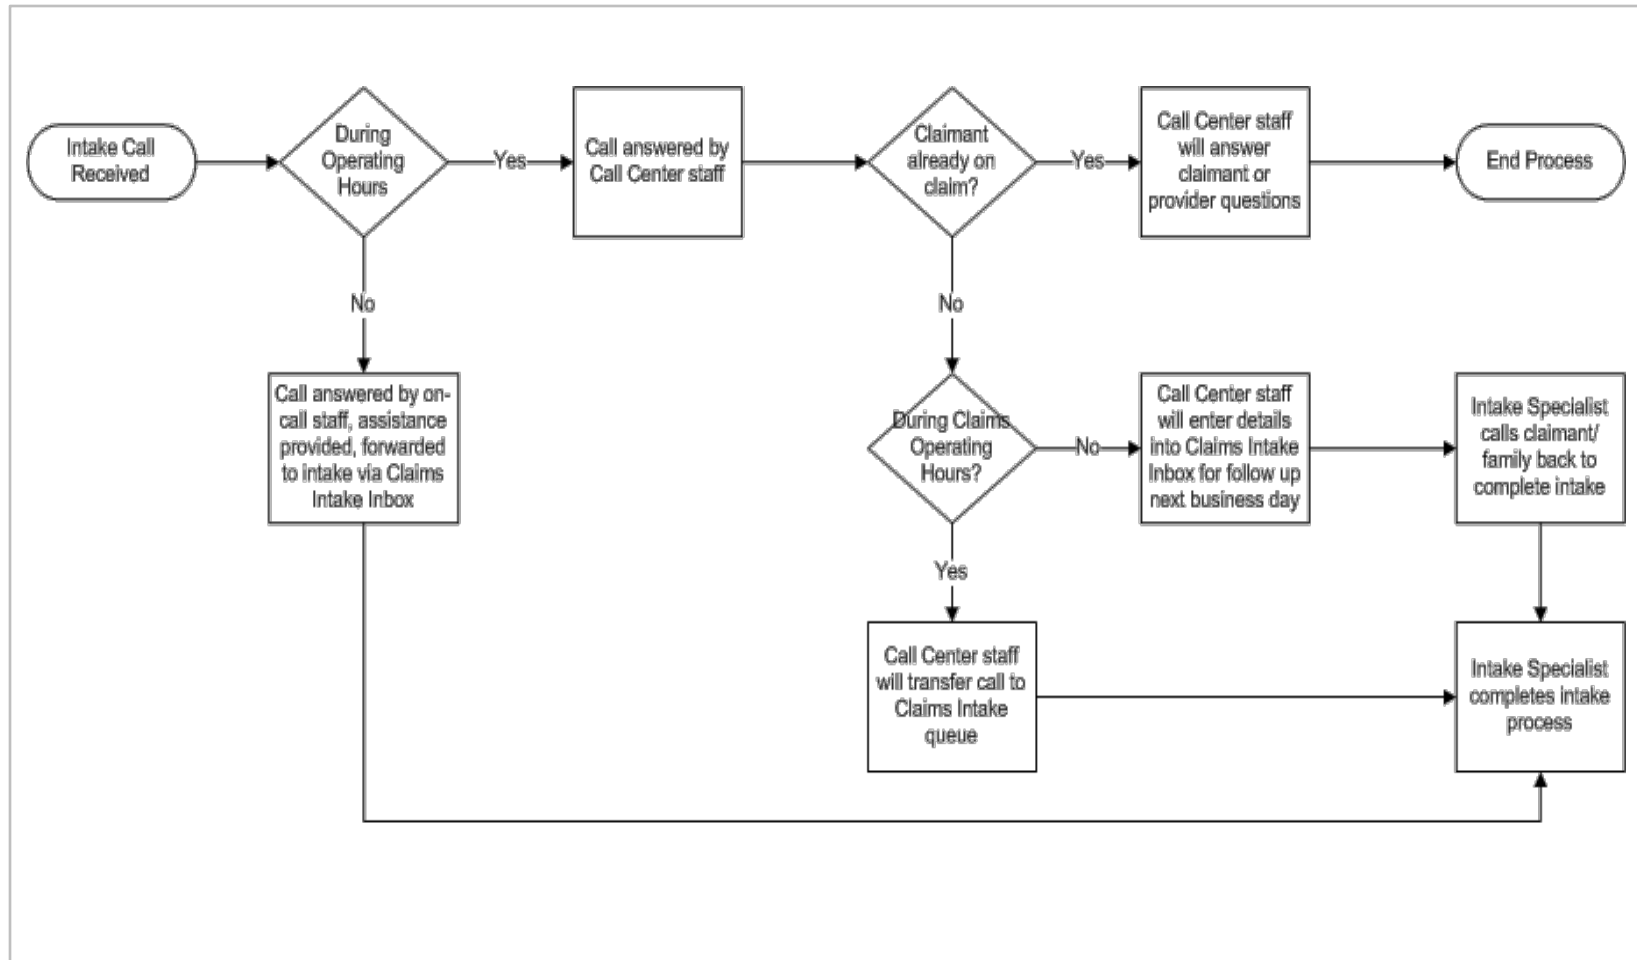 Intake Call
Received
During
Operating
Hours
Yes
Call answered by
Call Center staff
Claimant
already on
claim?
Yes
Call Center staff
will answer
claimant or
provider questions
End Process
No
No
Call answered by on-
call staff, assistance
provided, forwarded
to intake via Claims
Intake Inbox
During Claims
Operating
Hours?
No
Call Center staff
will enter details
into Claims Intake
Inbox for follow up
next business day
Intake Specialist
calls claimant/
family back to
complete intake
Yes
Call Center staff
will transfer call to
Claims Intake
queue
Intake Specialist
completes intake
process